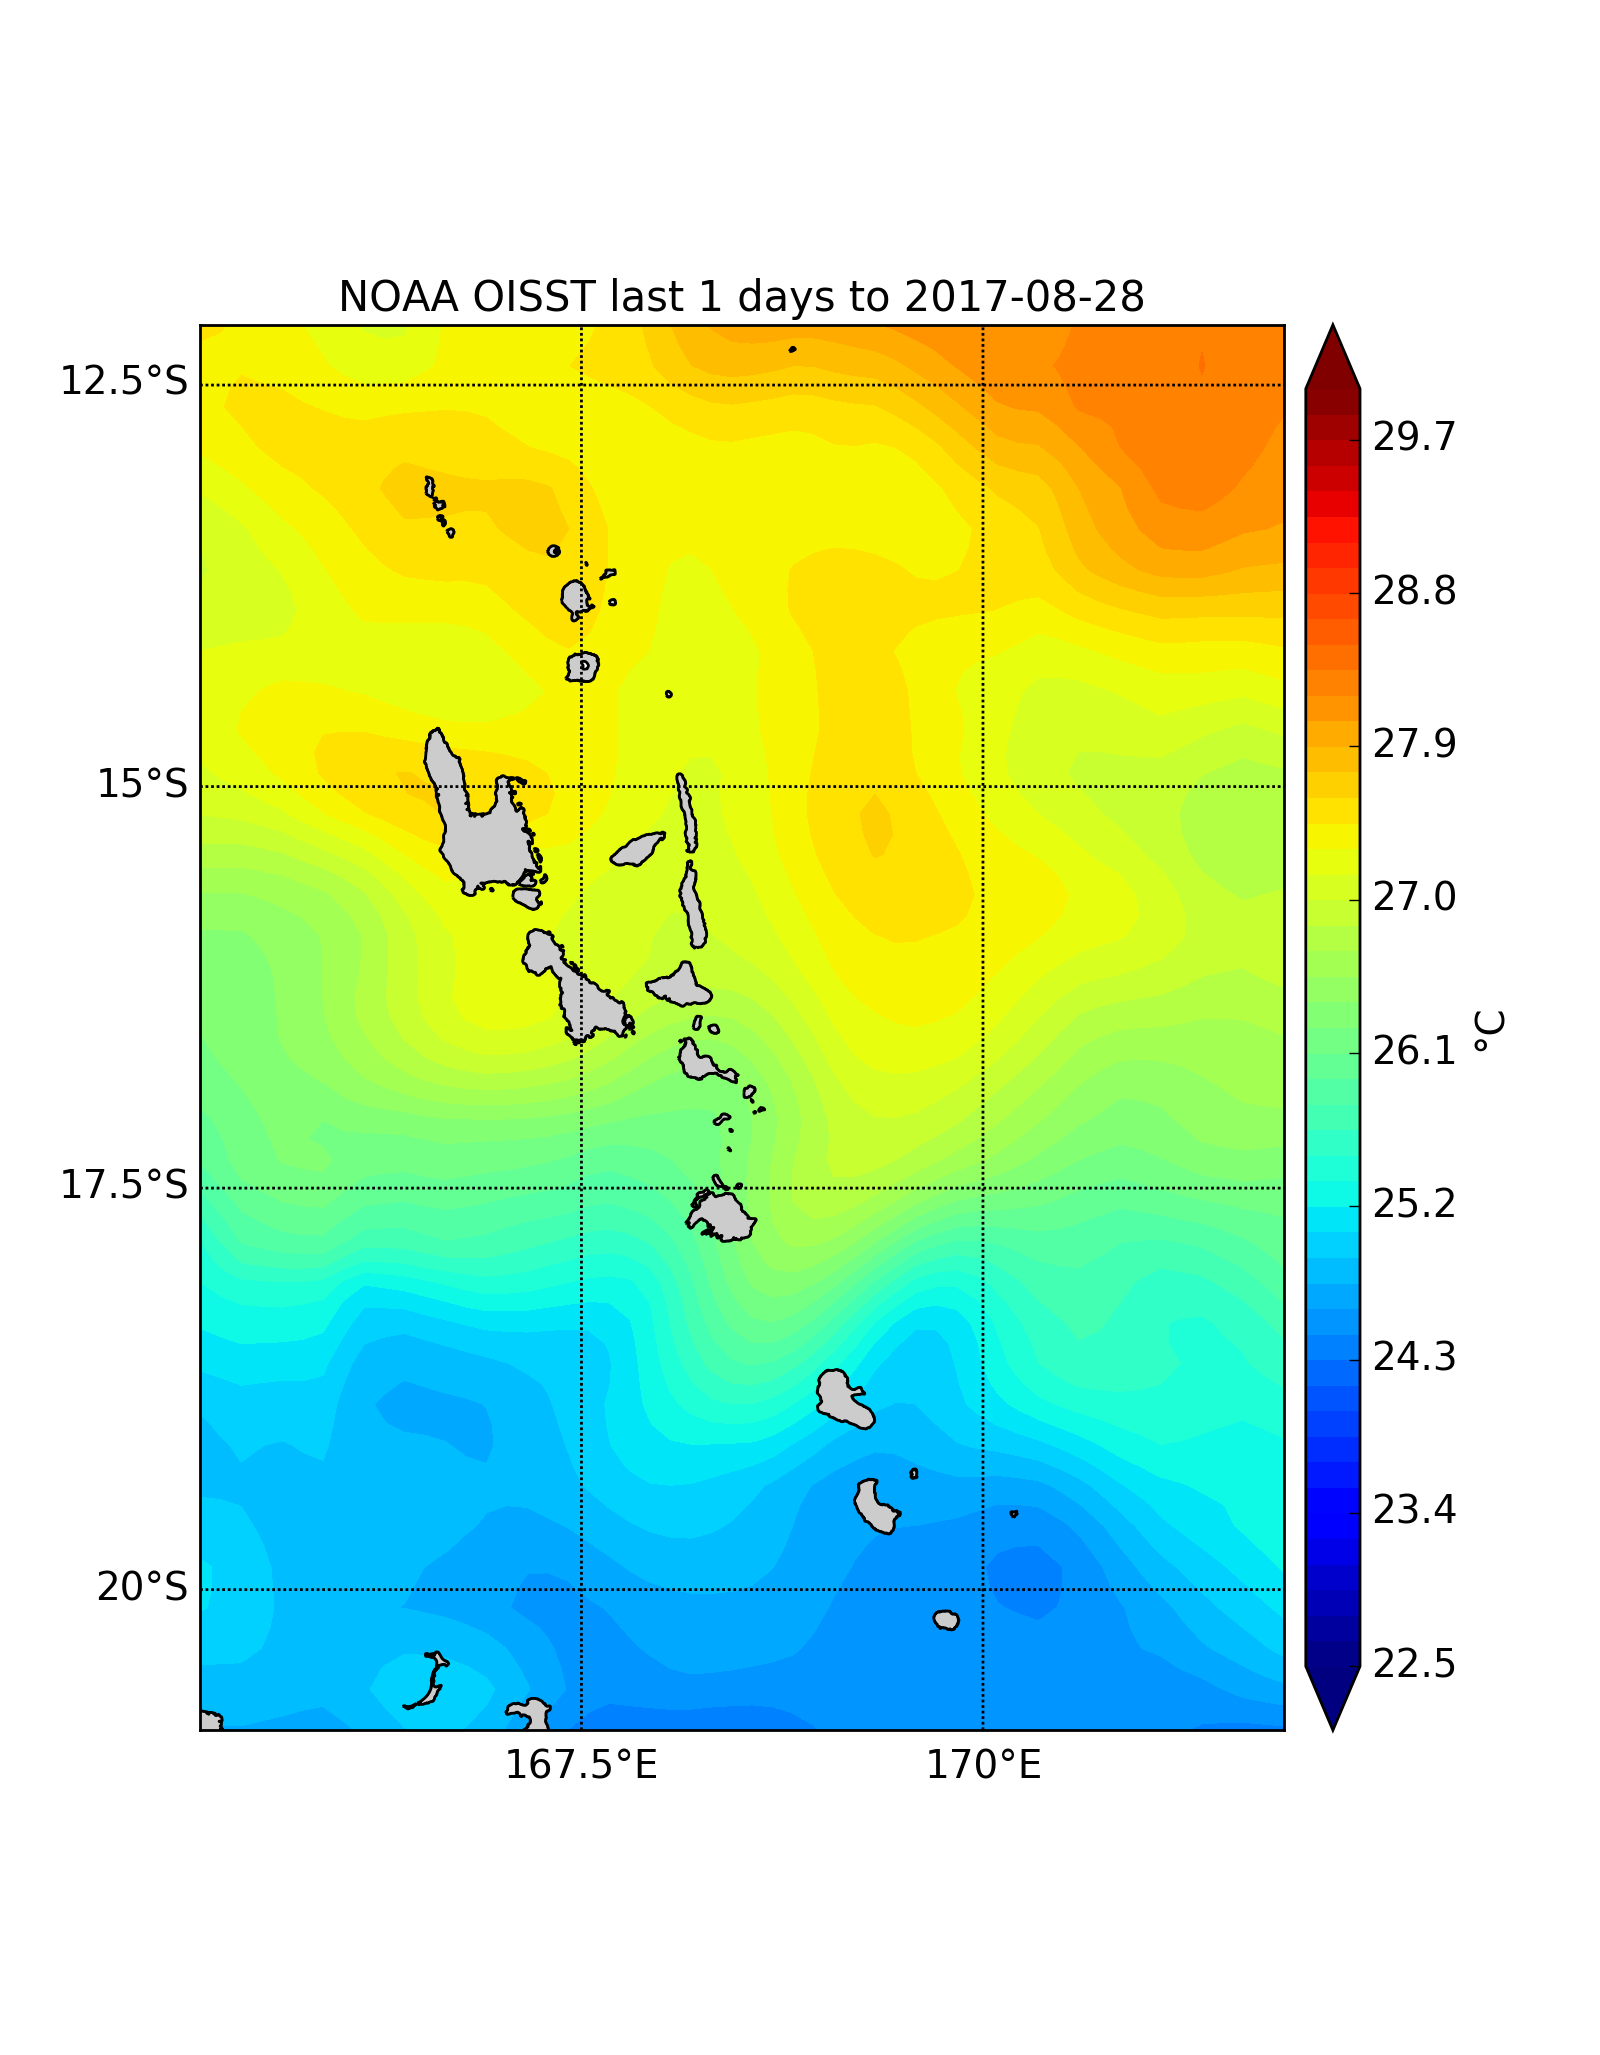 NOAA OISST last 1 days to 2017-08-28
12.5°S
15°S
17.5°S
20°S
167.5°E
170°E
29.7
28.8
27.9
27.0
26.1
25.2
24.3
23.4
22.5
°C